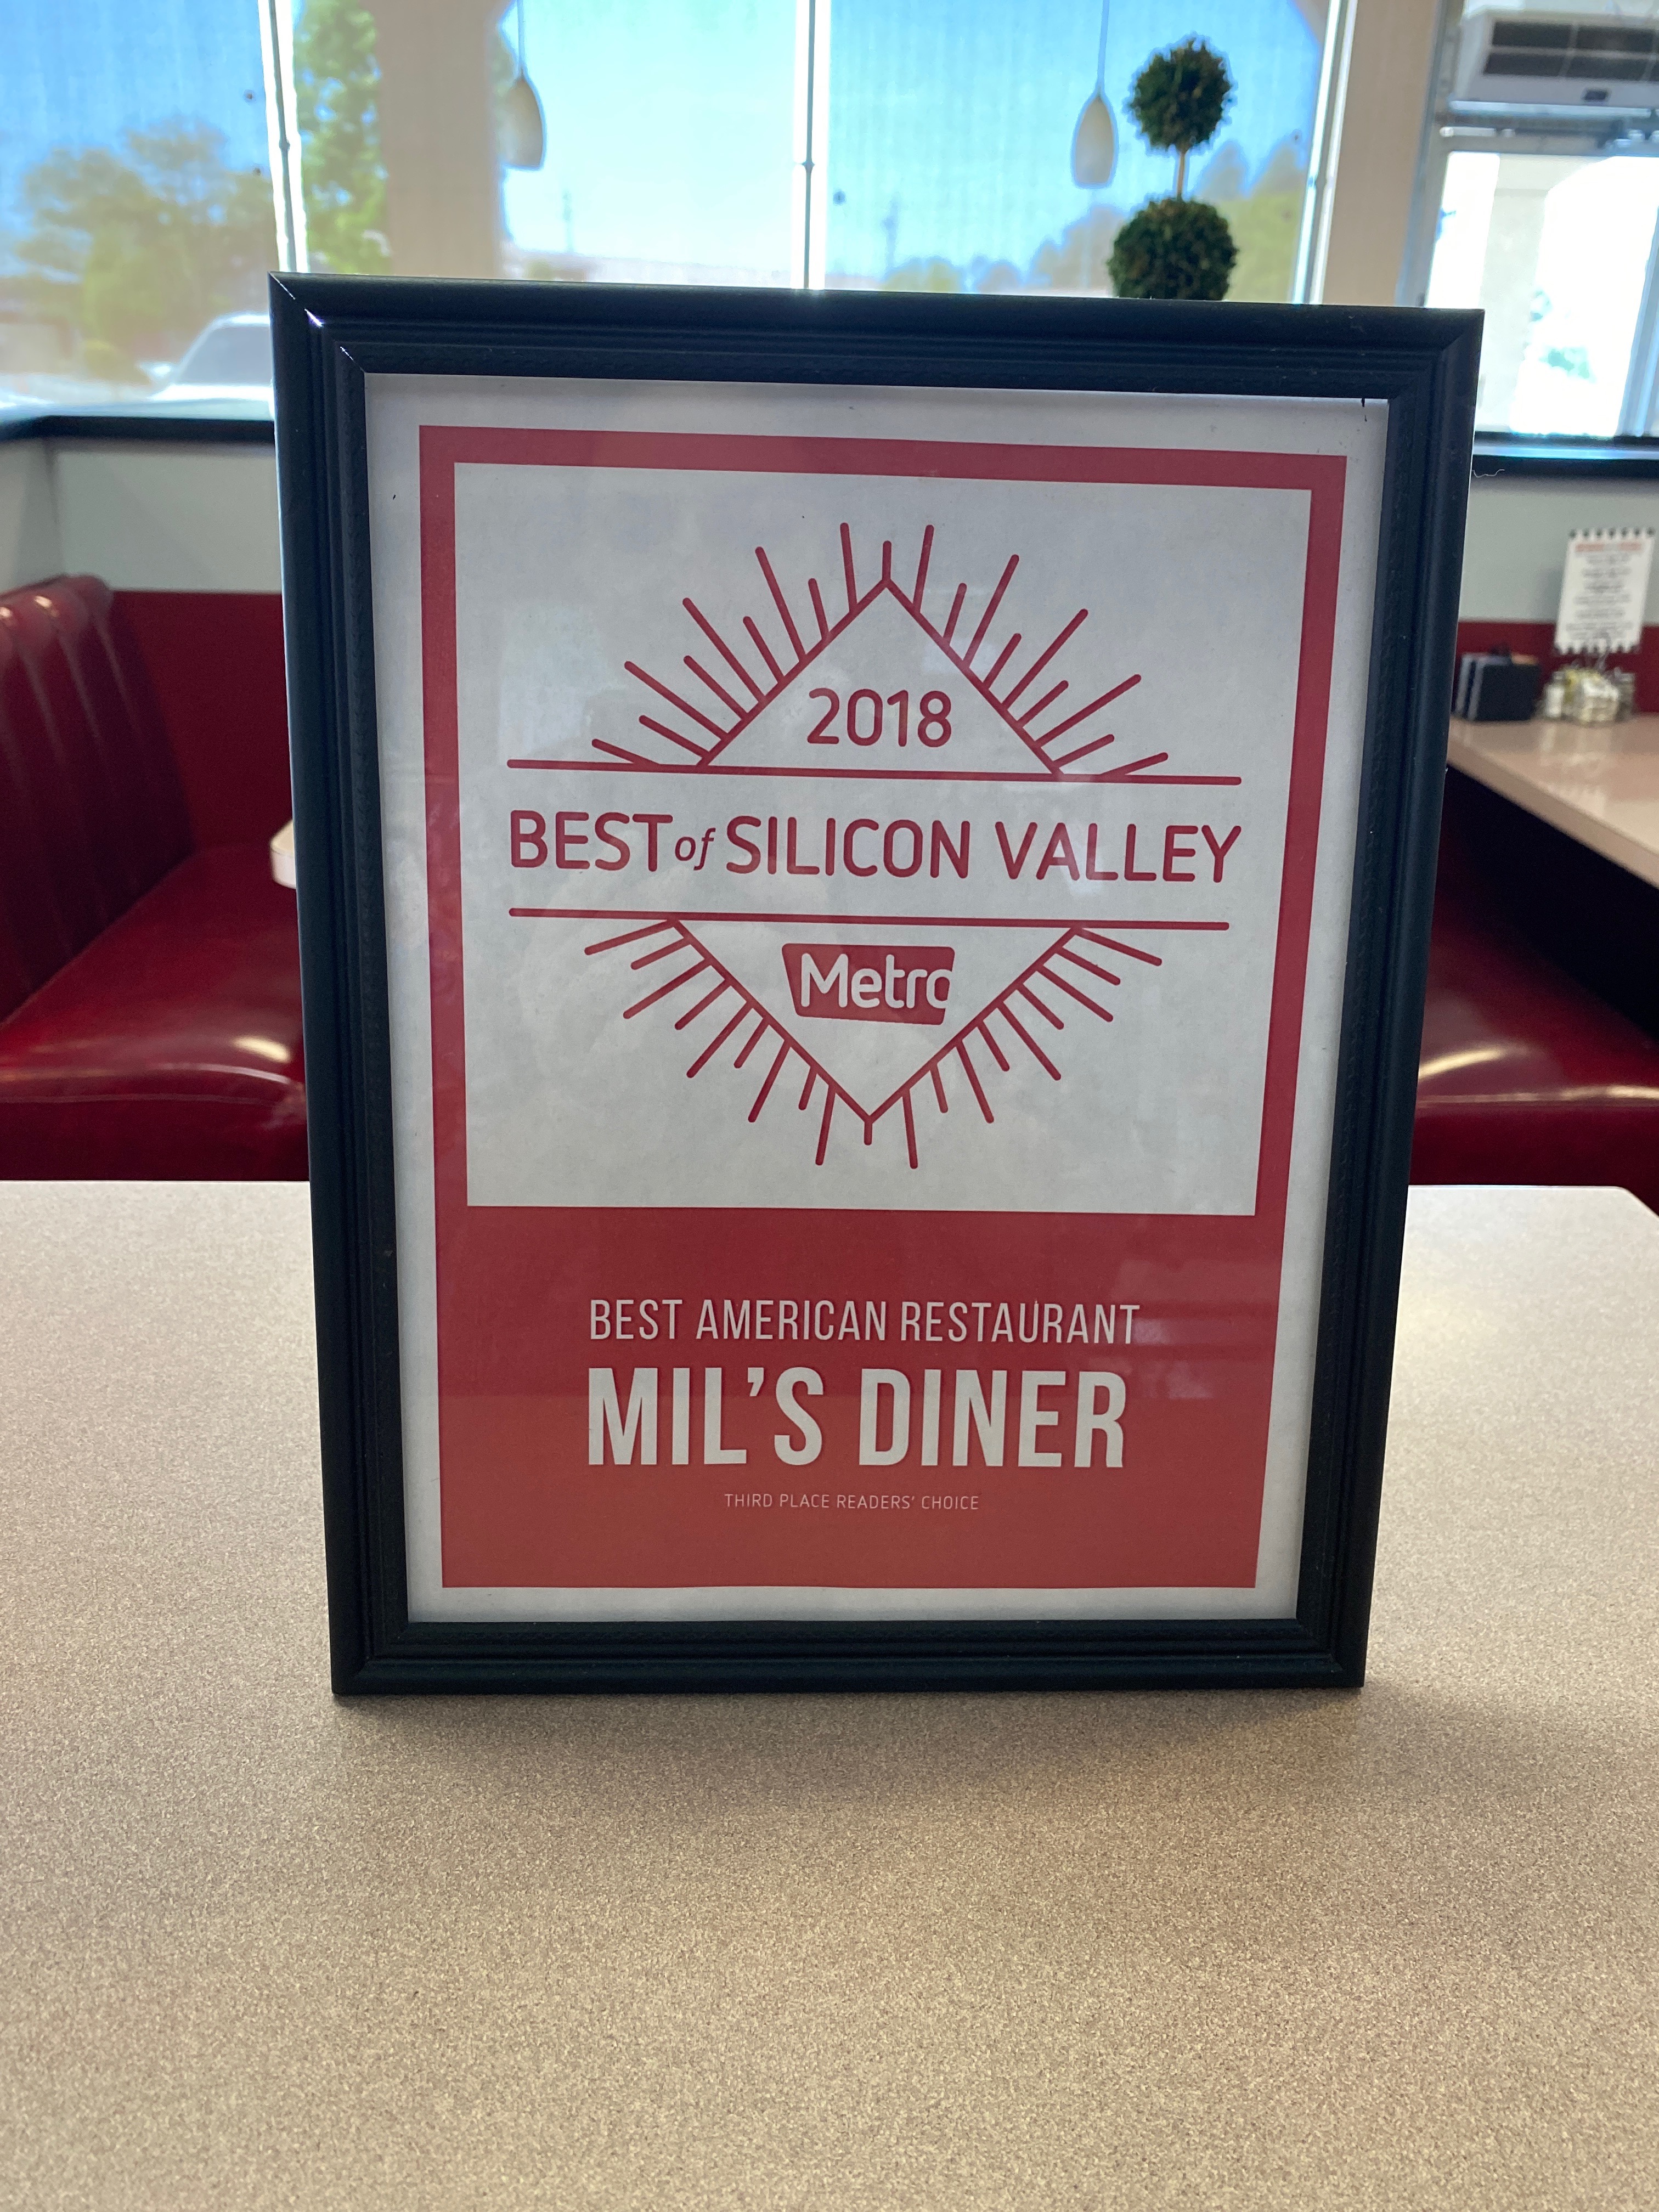 2018
BEST of SILICON VALLEY
Metro
BEST AMERICAN RESTAURANT
MIL'S DINER
THIRD PLACE READERS' CHOICE